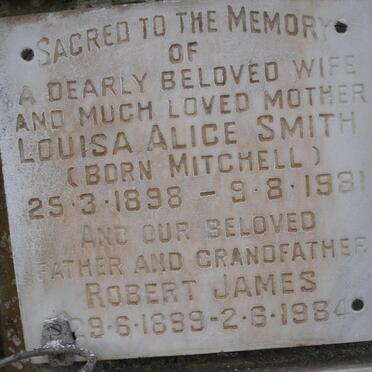 SACRED TO THE MEMORY
OF
A DEARLY BELOVED WIFE
AND MUCH LOVED MOTHER
LOUISA ALICE SMITH
(BORN MITCHELL)
25·3·1898 – 9·8·1981
AND OUR BELOVED
FATHER AND GRANDFATHER
ROBERT JAMES
29·6·1899-2·6·1984